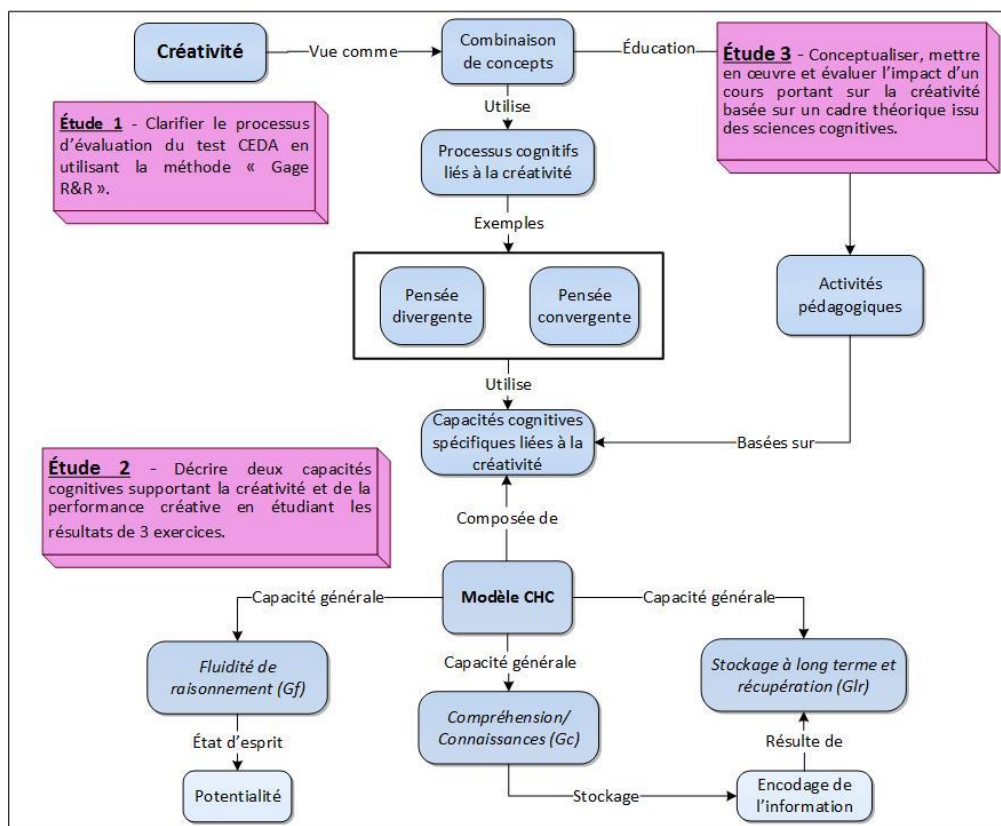 Créativité
Vue comme
Combinaison
de concepts
Éducation
Étude 3 - Conceptualiser, mettre
en œuvre et évaluer l'impact d'un
cours portant sur la créativité
basée sur un cadre théorique issu
des sciences cognitives.
Étude 1 - Clarifier le processus
d'évaluation du test CEDA en
utilisant la méthode « Gage
R&R ».
Utilise
Processus cognitifs
liés à la créativité
Exemples
Pensée
divergente
Pensée
convergente
Activités
pédagogiques
Utilise
Capacités cognitives
spécifiques liées à la
créativité
Basées sur
Étude 2 - Décrire deux capacités
cognitives supportant la créativité et de la
performance créative en étudiant les
résultats de 3 exercices.
Composée de
Modèle CHC
Capacité générale
Capacité générale
Capacité générale
Fluidité de
raisonnement (Gf)
Compréhension/
Connaissances (Gc)
Stockage à long terme et
récupération (Glr)
État d'esprit
Résulte de
Potentialité
Stockage
Encodage de
l'information